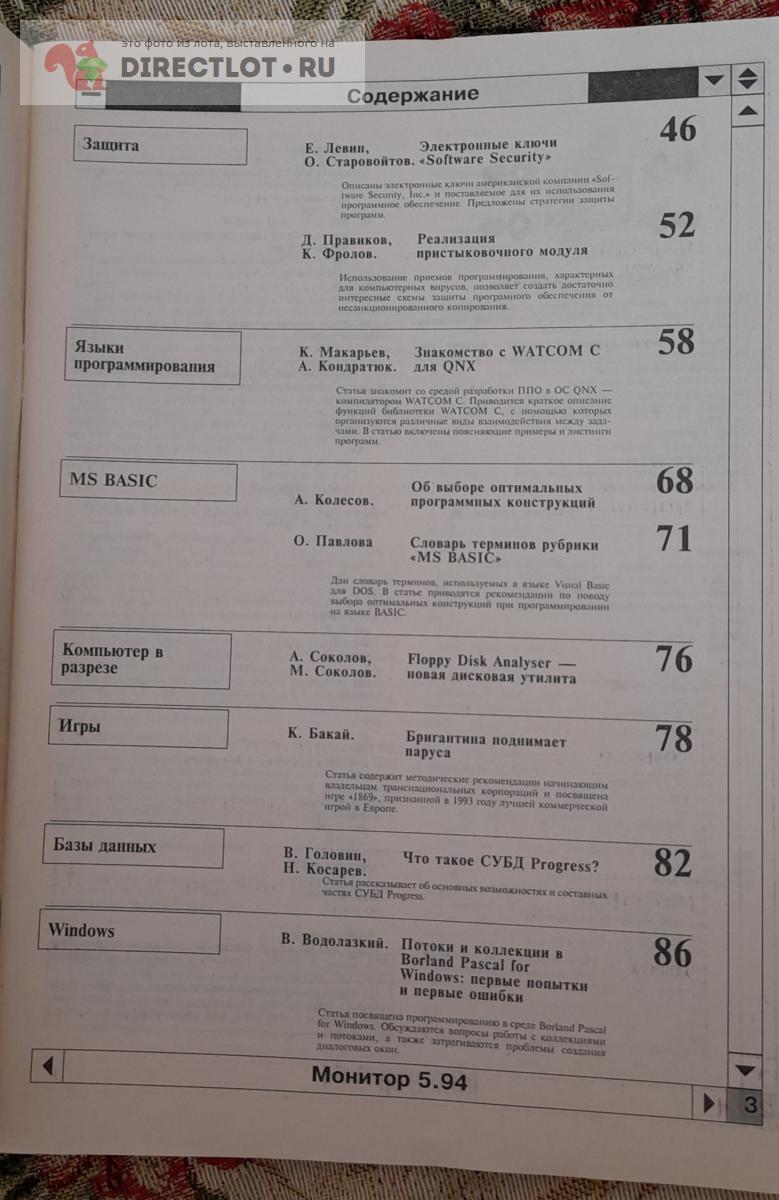 это фото из лота, выставленного на
DIRECTLOT•RU
Содержание
Защита
Е. Левин,
О. Старовойтов.
Электронные ключи
«Software Security»
46
Описаны электронные ключи американской компании «Sof-
tware Security, Inc.» и поставляемое для их использования
программное обеспечение. Предложены стратегии защиты
программ.
Д. Правиков,
К. Фролов.
Реализация
пристыковочного модуля
52
Использование приемов программирования, характерных
для компьютерных вирусов, позволяет создать достаточно
интересные схемы защиты програмного обеспечения от
несанкционированного копирования.
Языки
программирования
К. Макарьев,
А. Кондратюк.
Знакомство с WATCOM C
для QNX
58
Статья знакомит со средой разработки ППО в ОС QNX —
компилятором WATCOM C. Приводится краткое описание
функций библиотеки WATCOM C, с помощью которых
организуются различные виды взаимодействия между зада-
чами. В статью включены поясняющие примеры и листинги
программ.
MS BASIC
А. Колесов.
Об выборе оптимальных
программных конструкций
68
О. Павлова
Словарь терминов рубрики
«MS BASIC»
71
Дан словарь терминов, используемых в языке Visual Basic
для DOS. В статье приводятся рекомендации по поводу
выбора оптимальных конструкций при программировании
на языке BASIC.
Компьютер в
разрезе
А. Соколов,
М. Соколов.
Floppy Disk Analyser —
новая дисковая утилита
76
Игры
К. Бакай.
Бригантина поднимает
паруса
78
Статья содержит методические рекомендации начинающим
владельцам транснациональных корпораций и посвящена
игре «1869», признанной в 1993 году лучшей коммерческой
игрой в Европе.
Базы данных
В. Головин,
Н. Косарев.
Что такое СУБД Progress?
82
Статья рассказывает об основных возможностях и составных
частях СУБД Progress.
Windows
В. Водолазкий.
Потоки и коллекции в
Borland Pascal for
Windows: первые попытки
и первые ошибки
86
Статья посвящена программированию в среде Borland Pascal
for Windows. Обсуждаются вопросы работы с коллекциями
и потоками, а также затрагиваются проблемы создания
диалоговых окон.
Монитор 5.94
3